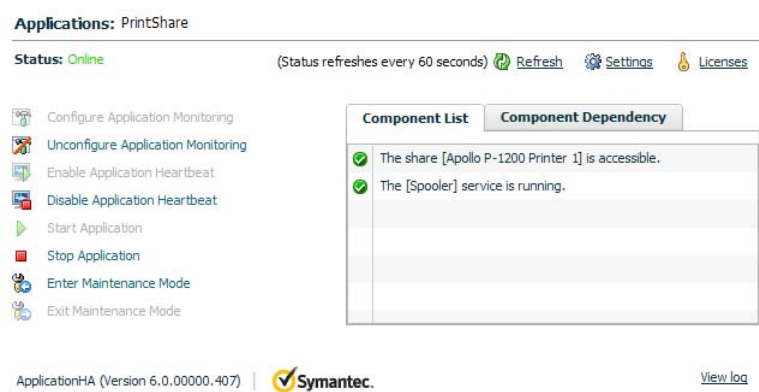 Applications: PrintShare
Status: Online (Status refreshes every 60 seconds) Refresh Settings Licenses
Configure Application Monitoring
Unconfigure Application Monitoring
Enable Application Heartbeat
Disable Application Heartbeat
Start Application
Stop Application
Enter Maintenance Mode
Exit Maintenance Mode
Component List Component Dependency
The share [Apollo P-1200 Printer 1] is accessible.
The [Spooler] service is running.
ApplicationHA (Version 6.0.00000.407) Symantec. View log